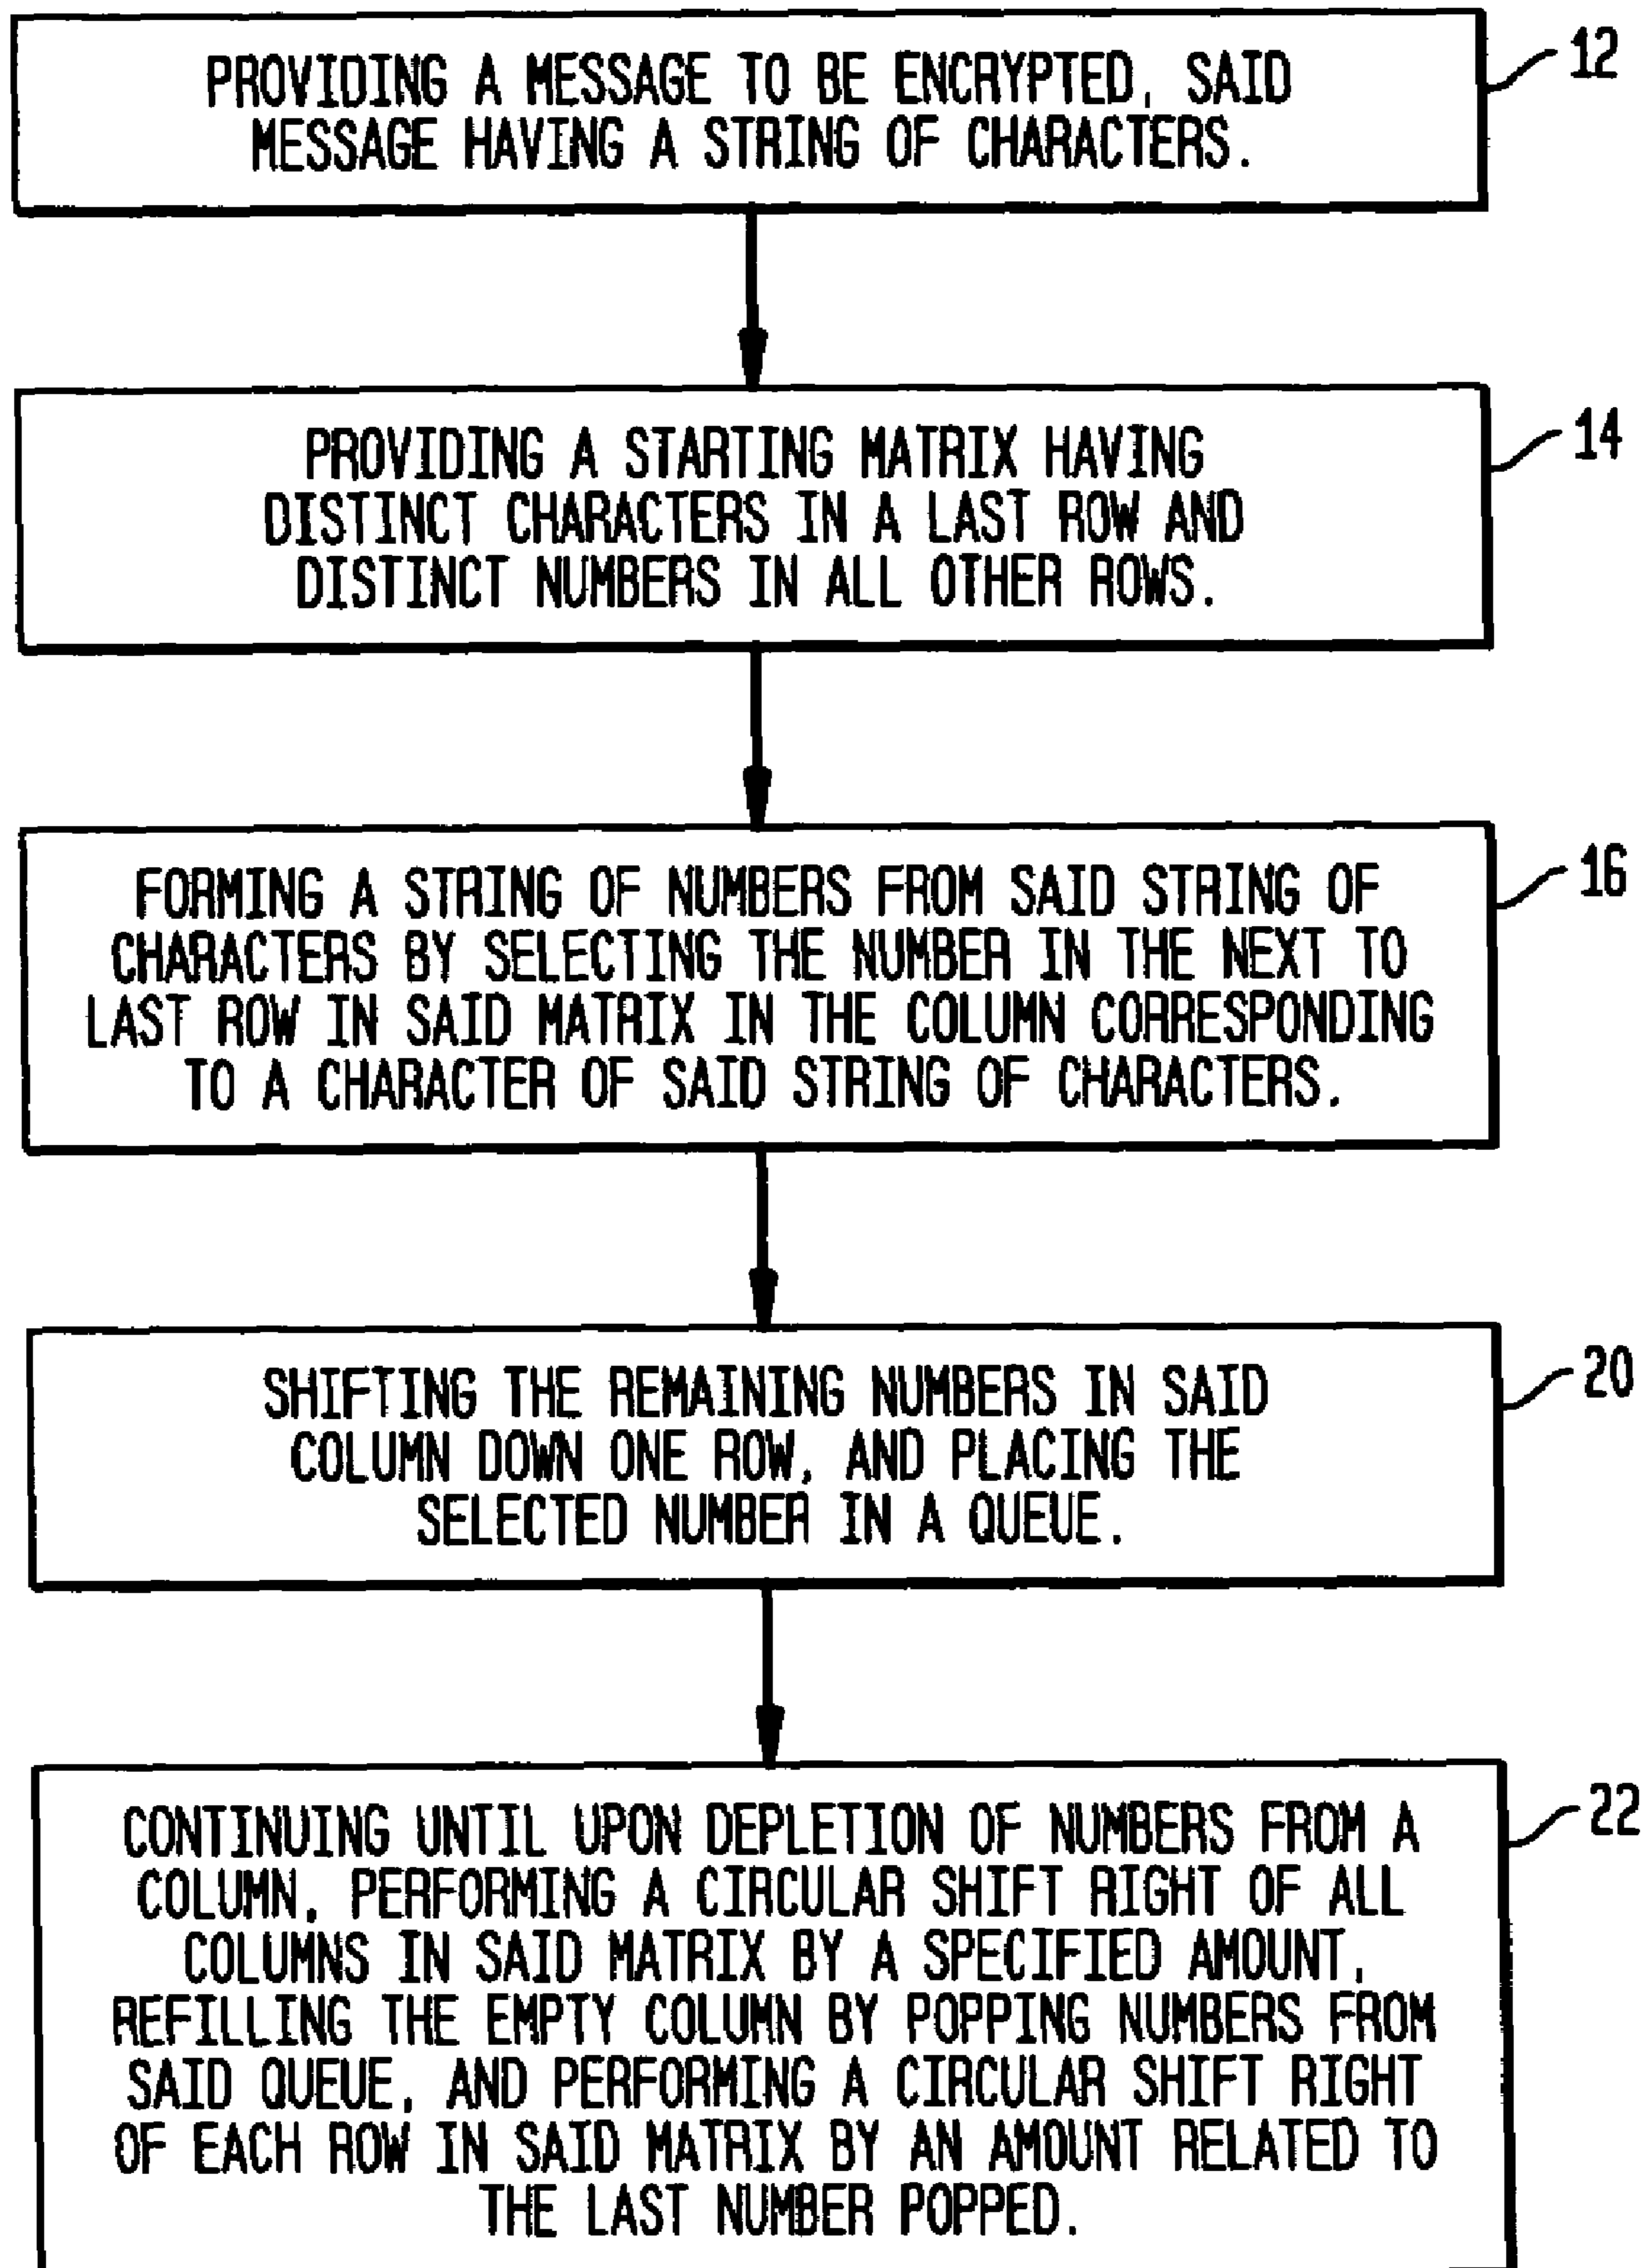 PROVIDING A MESSAGE TO BE ENCRYPTED, SAID
MESSAGE HAVING A STRING OF CHARACTERS.
12
PROVIDING A STARTING MATRIX HAVING
DISTINCT CHARACTERS IN A LAST ROW AND
DISTINCT NUMBERS IN ALL OTHER ROWS.
14
FORMING A STRING OF NUMBERS FROM SAID STRING OF
CHARACTERS BY SELECTING THE NUMBER IN THE NEXT TO
LAST ROW IN SAID MATRIX IN THE COLUMN CORRESPONDING
TO A CHARACTER OF SAID STRING OF CHARACTERS.
16
SHIFTING THE REMAINING NUMBERS IN SAID
COLUMN DOWN ONE ROW, AND PLACING THE
SELECTED NUMBER IN A QUEUE.
20
CONTINUING UNTIL UPON DEPLETION OF NUMBERS FROM A
COLUMN, PERFORMING A CIRCULAR SHIFT RIGHT OF ALL
COLUMNS IN SAID MATRIX BY A SPECIFIED AMOUNT,
REFILLING THE EMPTY COLUMN BY POPPING NUMBERS FROM
SAID QUEUE, AND PERFORMING A CIRCULAR SHIFT RIGHT
OF EACH ROW IN SAID MATRIX BY AN AMOUNT RELATED TO
THE LAST NUMBER POPPED.
22